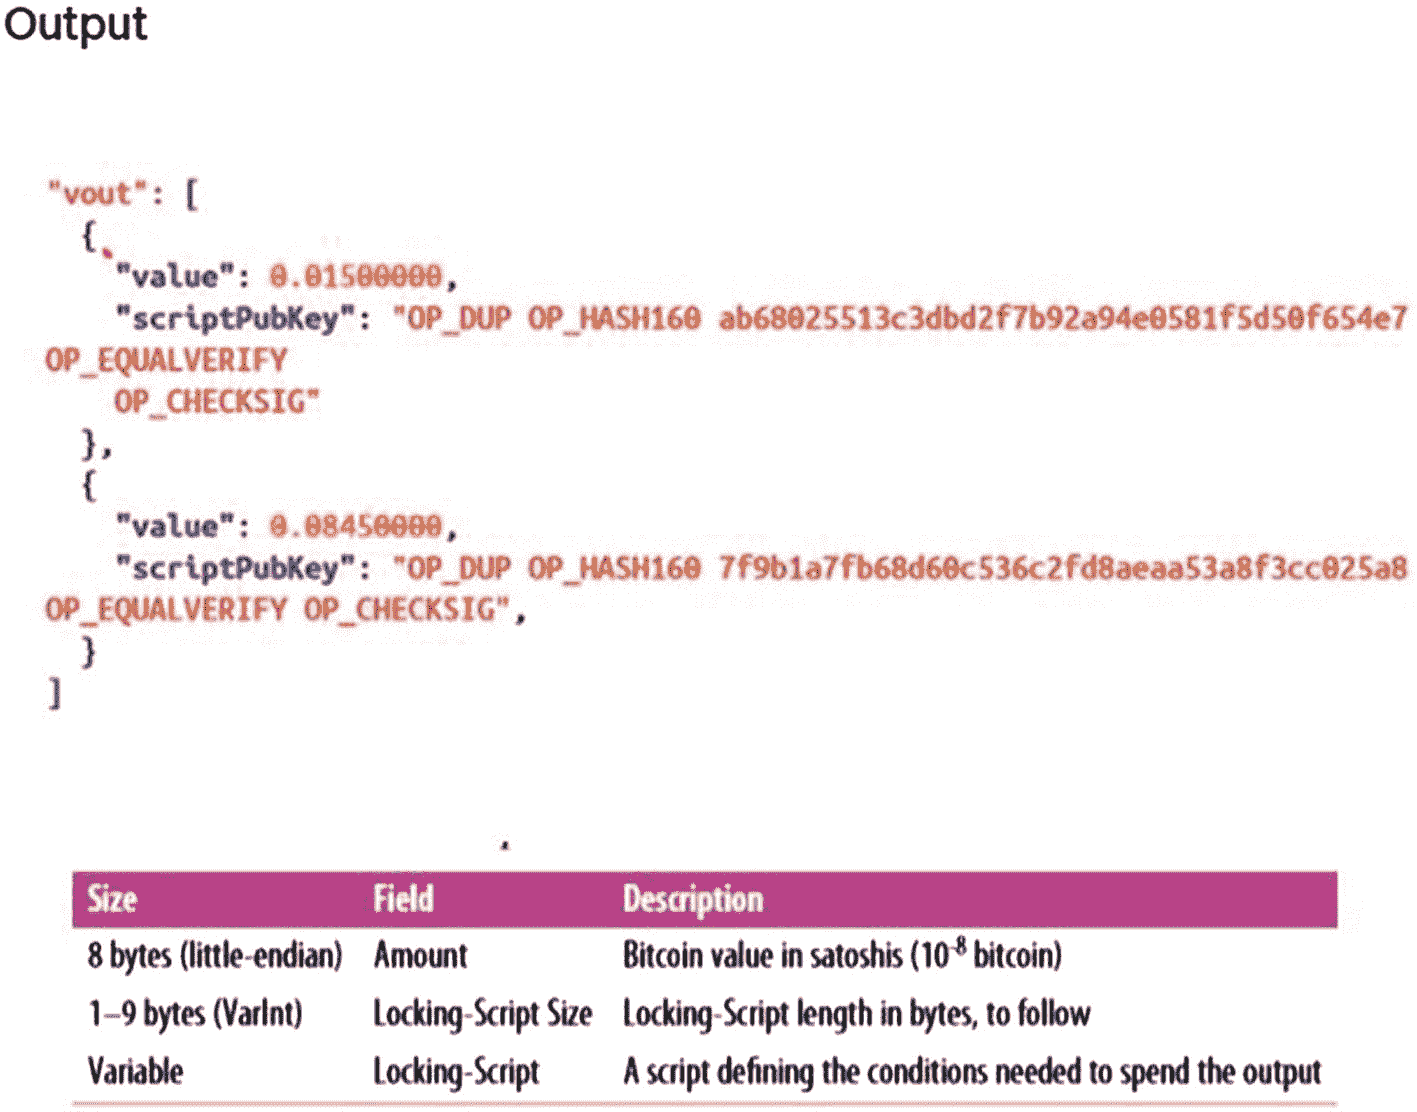 Output
"vout": [
{
"value": 0.01500000,
"scriptPubKey": "OP_DUP OP_HASH160 ab68025513c3dbd2f7b92a94e0581f5d50f654e7
OP_EQUALVERIFY
OP_CHECKSIG"
},
{
"value": 0.08450000,
"scriptPubKey": "OP_DUP OP_HASH160 7f9b1a7fb68d60c536c2fd8aeaa53a8f3cc025a8
OP_EQUALVERIFY OP_CHECKSIG",
}
]
Size Field Description
8 bytes (little-endian) Amount Bitcoin value in satoshis (10⁻⁸ bitcoin)
1–9 bytes (VarInt) Locking-Script Size Locking-Script length in bytes, to follow
Variable Locking-Script A script defining the conditions needed to spend the output